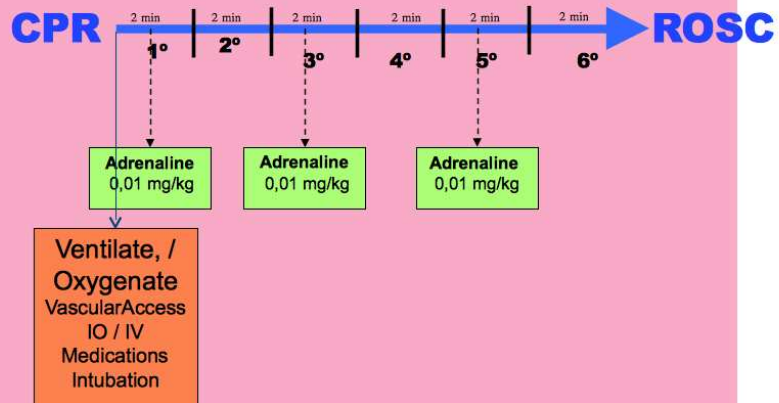 2 min 2 min 2 min 2 min 2 min 2 min
CPR ROSC
1º 2º 3º 4º 5º 6º
Adrenaline
0,01 mg/kg
Adrenaline
0,01 mg/kg
Adrenaline
0,01 mg/kg
Ventilate, /
Oxygenate
VascularAccess
IO / IV
Medications
Intubation